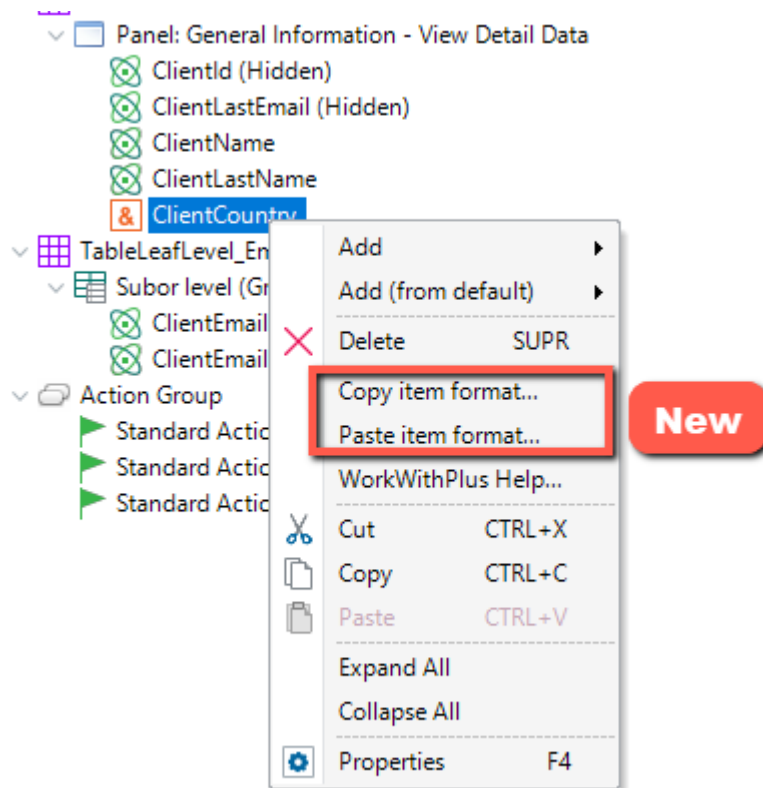 Panel: General Information - View Detail Data
ClientId (Hidden)
ClientLastEmail (Hidden)
ClientName
ClientLastName
& ClientCountry
TableLeafLevel_Em
Add
Subor level (Gr
Add (from default)
ClientEmail
Delete SUPR
ClientEmail
Action Group
Copy item format...
Standard Actio
Paste item format...
New
Standard Actio
WorkWithPlus Help...
Standard Actio
Cut CTRL+X
Copy CTRL+C
Paste CTRL+V
Expand All
Collapse All
Properties F4